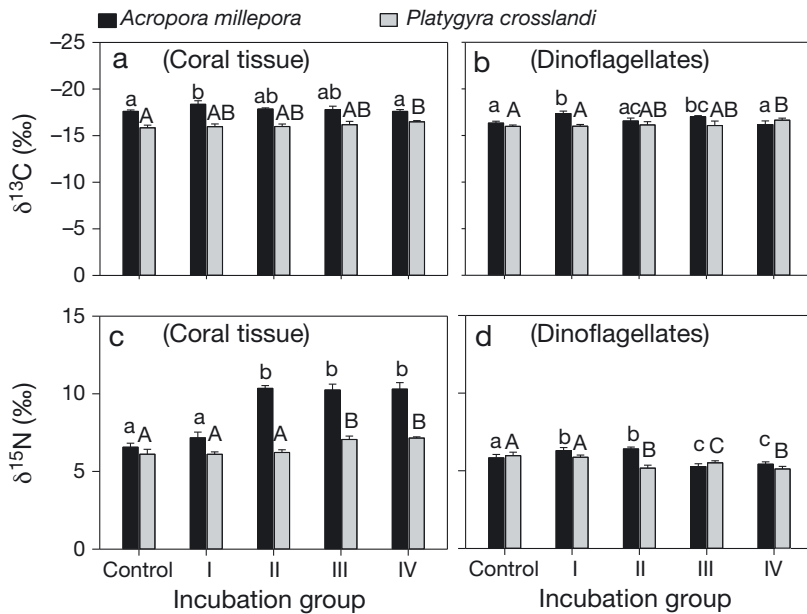 Acropora millepora Platygyra crosslandi
a (Coral tissue)
b (Dinoflagellates)
–25
–20
–15
–10
–5
0
δ13C (‰)
a A b AB ab AB ab AB a B
a A b A ac AB bc AB a B
c (Coral tissue)
d (Dinoflagellates)
15
10
5
0
δ15N (‰)
a A a A b A b B b B
a A b A b B c C c B
Control I II III IV
Control I II III IV
Incubation group
Incubation group